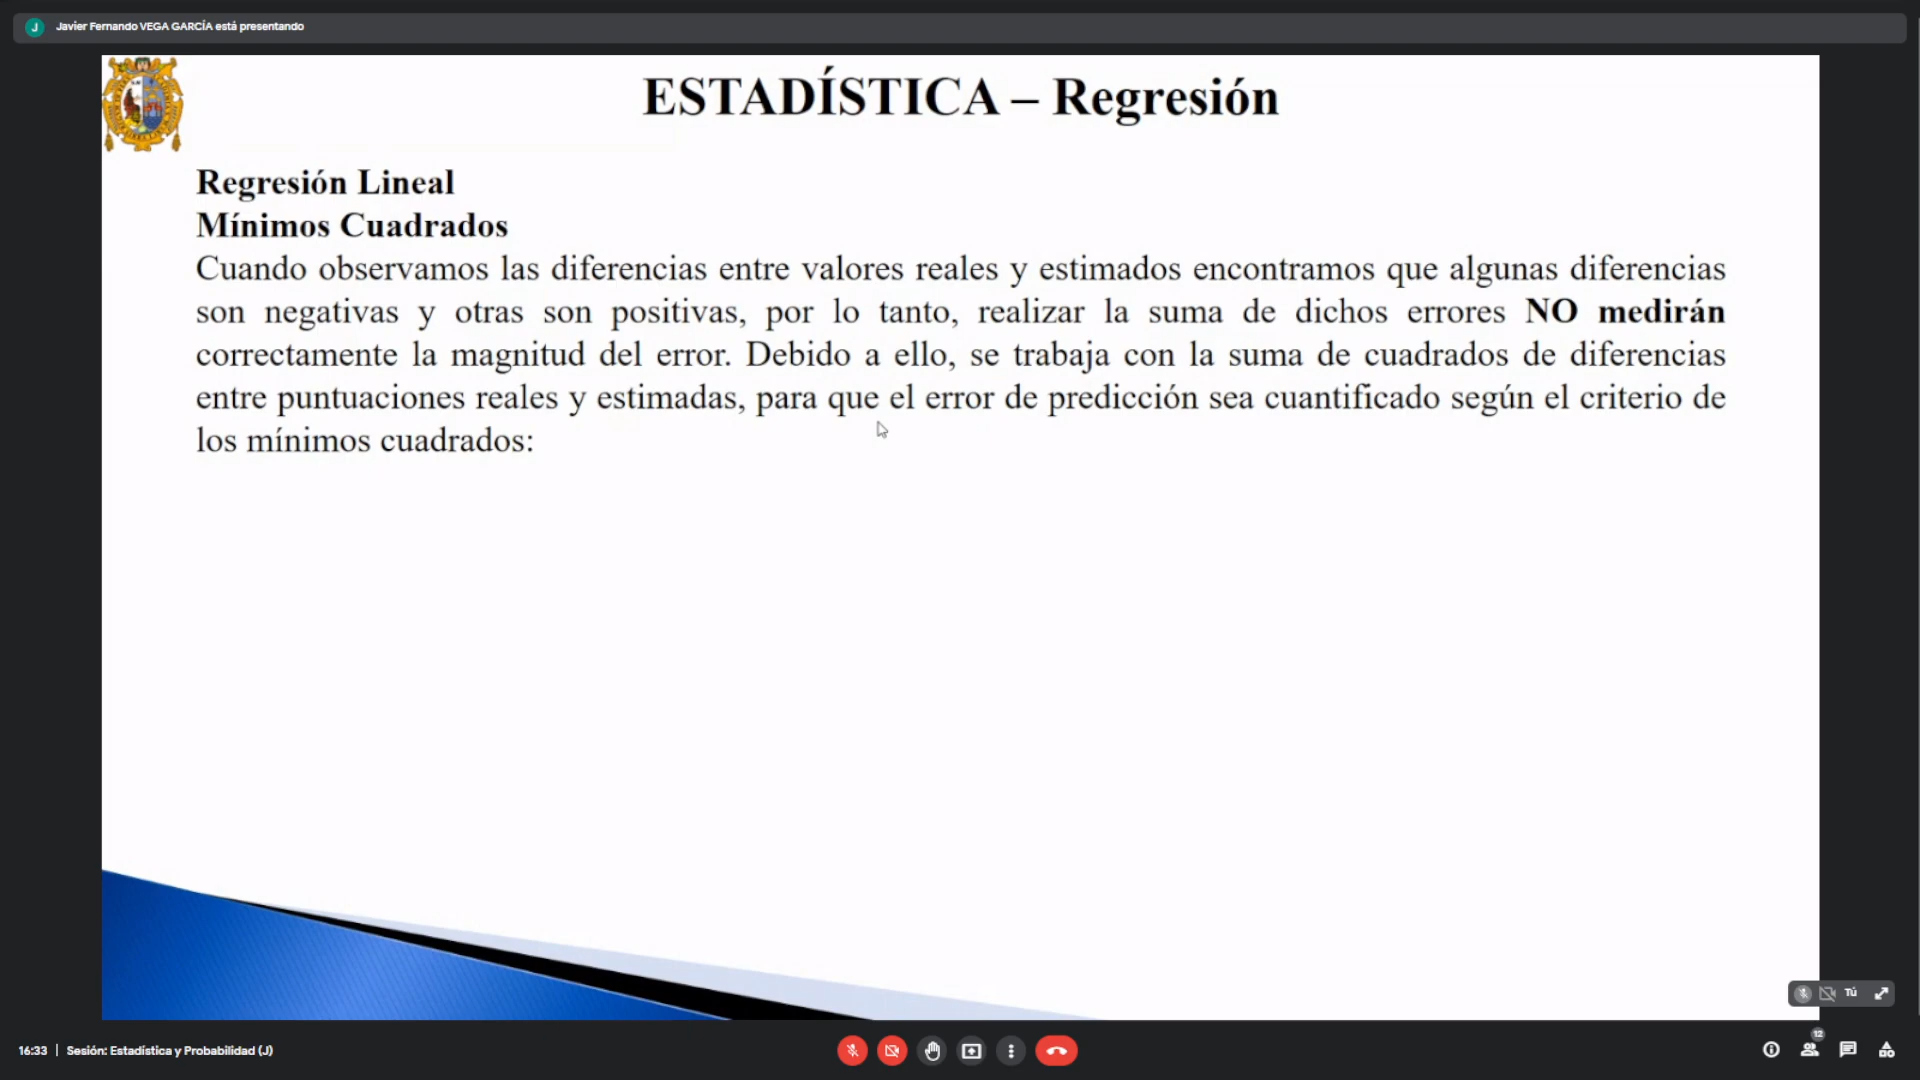 J Javier Fernando VEGA GARCÍA está presentando
ESTADÍSTICA – Regresión
Regresión Lineal
Mínimos Cuadrados
Cuando observamos las diferencias entre valores reales y estimados encontramos que algunas diferencias
son negativas y otras son positivas, por lo tanto, realizar la suma de dichos errores NO medirán
correctamente la magnitud del error. Debido a ello, se trabaja con la suma de cuadrados de diferencias
entre puntuaciones reales y estimadas, para que el error de predicción sea cuantificado según el criterio de
los mínimos cuadrados:
Tú
16:33 | Sesión: Estadística y Probabilidad (J)
12